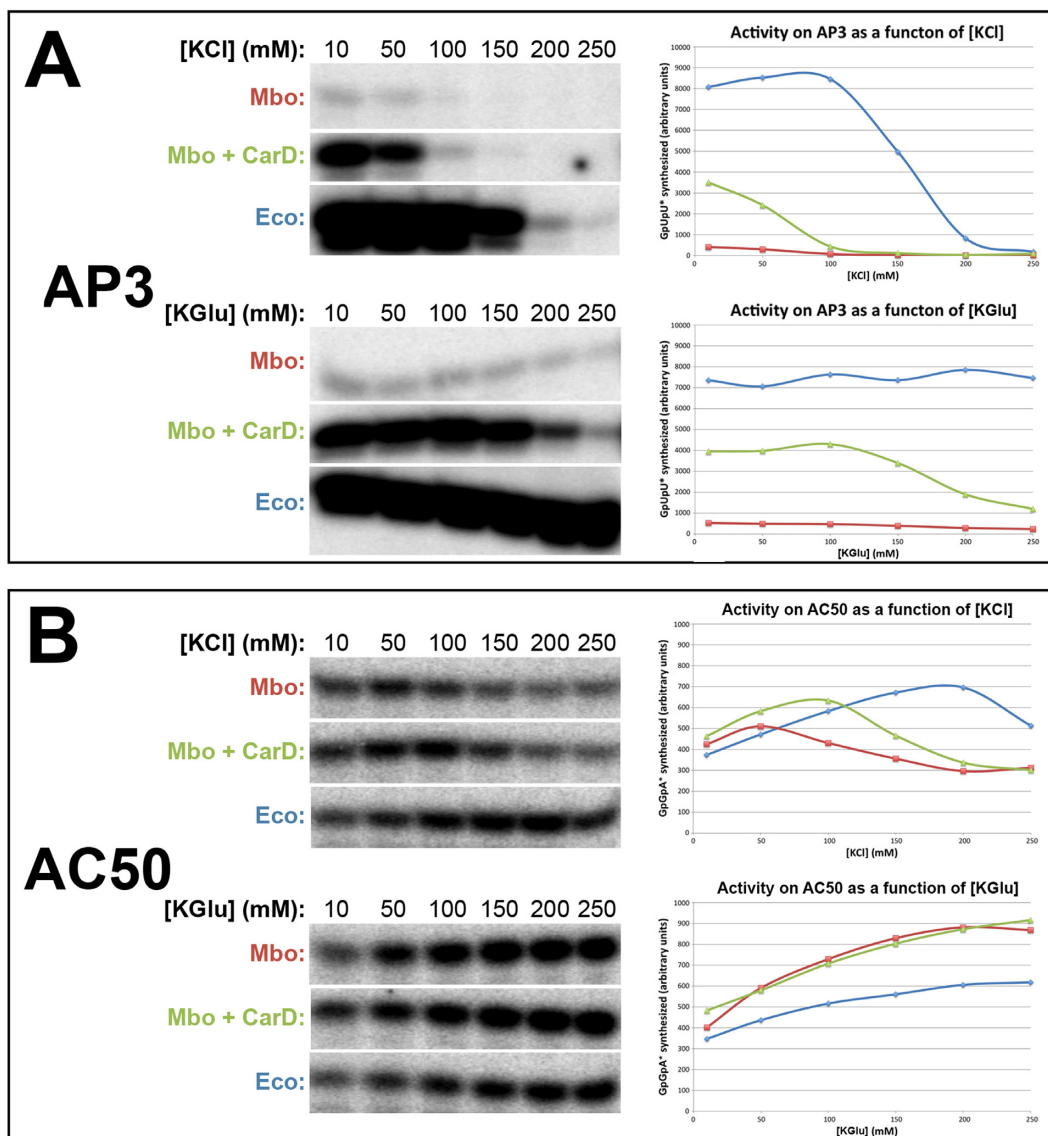 A
[KCl] (mM): 10 50 100 150 200 250
Mbo:
Mbo + CarD:
Eco:
AP3
[KGlu] (mM): 10 50 100 150 200 250
Mbo:
Mbo + CarD:
Eco:
Activity on AP3 as a functon of [KCl]
GpUpU* synthesized (arbitrary units)
10000
9000
8000
7000
6000
5000
4000
3000
2000
1000
0
0 50 100 150 200 250
[KCl] (mM)
Activity on AP3 as a functon of [KGlu]
GpUpU* synthesized (arbitrary units)
10000
9000
8000
7000
6000
5000
4000
3000
2000
1000
0
0 50 100 150 200 250
[KGlu] (mM)
B
[KCl] (mM): 10 50 100 150 200 250
Mbo:
Mbo + CarD:
Eco:
AC50
[KGlu] (mM): 10 50 100 150 200 250
Mbo:
Mbo + CarD:
Eco:
Activity on AC50 as a function of [KCl]
GpGpA* synthesized (arbitrary units)
1000
900
800
700
600
500
400
300
200
100
0
0 50 100 150 200 250
[KCl] (mM)
Activity on AC50 as a function of [KGlu]
GpGpA* synthesized (arbitrary units)
1000
900
800
700
600
500
400
300
200
100
0
0 50 100 150 200 250
[KGlu] (mM)